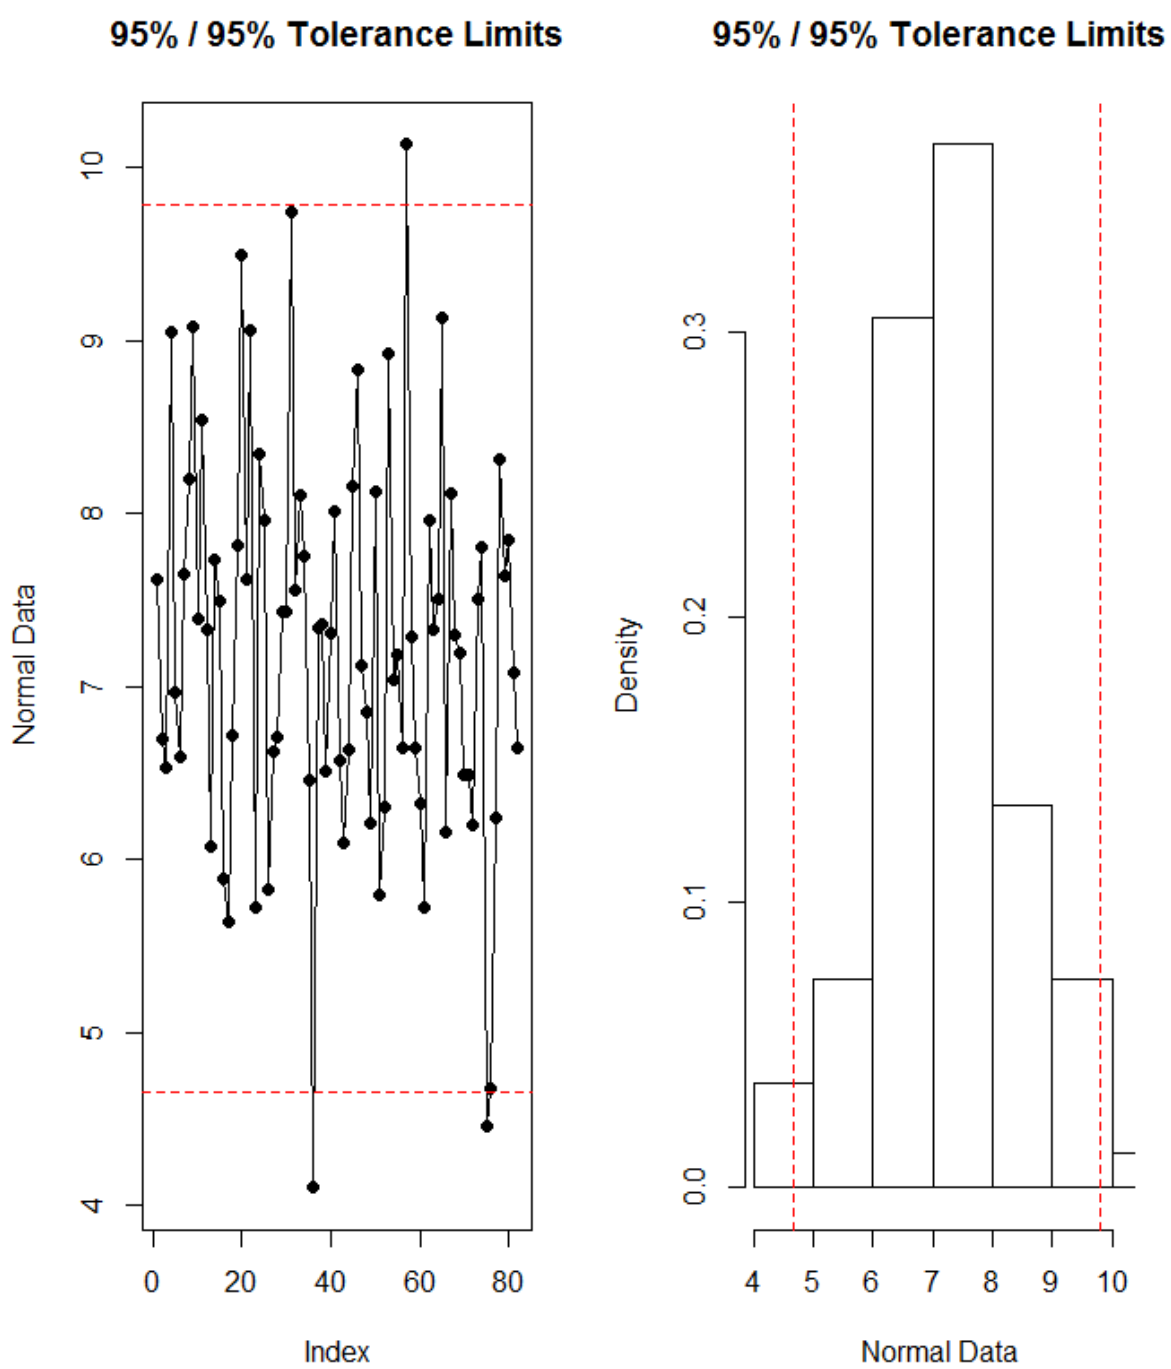 95% / 95% Tolerance Limits
Normal Data
10
9
8
7
6
5
4
0 20 40 60 80
Index
95% / 95% Tolerance Limits
Density
0.3
0.2
0.1
0.0
4 5 6 7 8 9 10
Normal Data